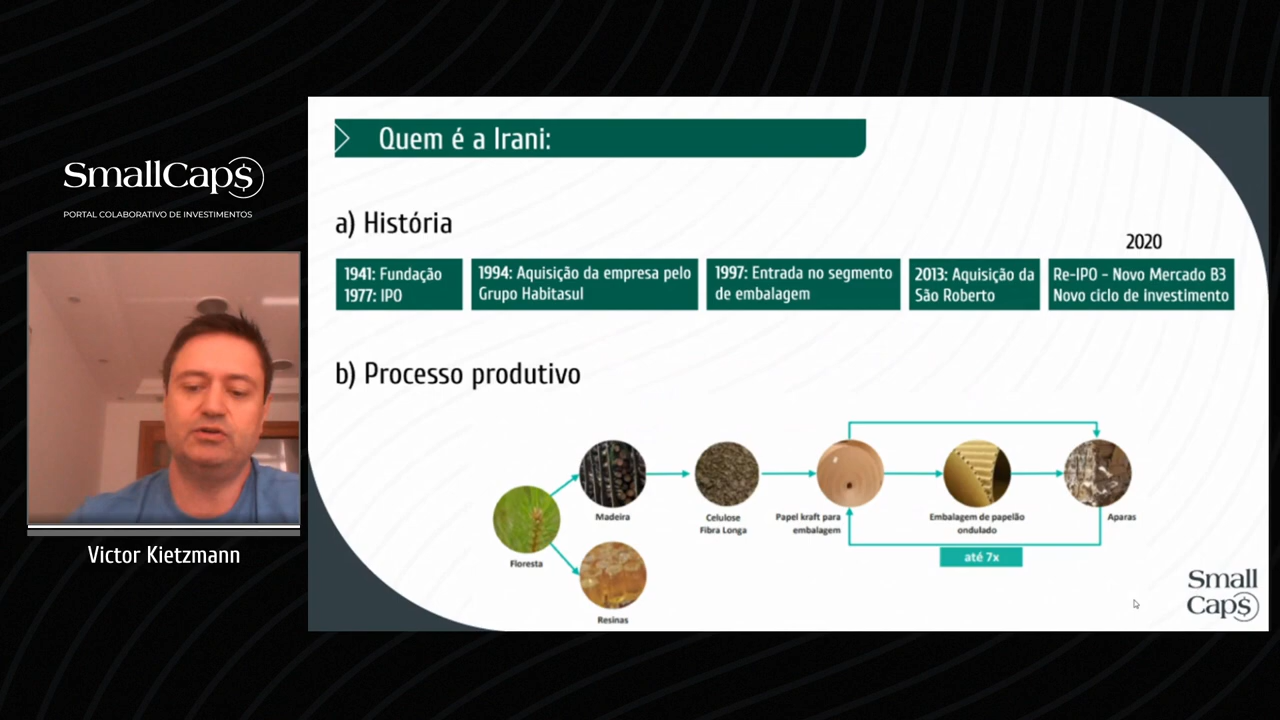 SmallCap$
PORTAL COLABORATIVO DE INVESTIMENTOS
Victor Kietzmann
Quem é a Irani:
a) História
2020
1941: Fundação
1977: IPO
1994: Aquisição da empresa pelo
Grupo Habitasul
1997: Entrada no segmento
de embalagem
2013: Aquisição da
São Roberto
Re-IPO - Novo Mercado B3
Novo ciclo de investimento
b) Processo produtivo
Floresta
Madeira
Resinas
Celulose
Fibra Longa
Papel kraft para
embalagem
Embalagem de papelão
ondulado
Aparas
até 7x
Small
Cap$